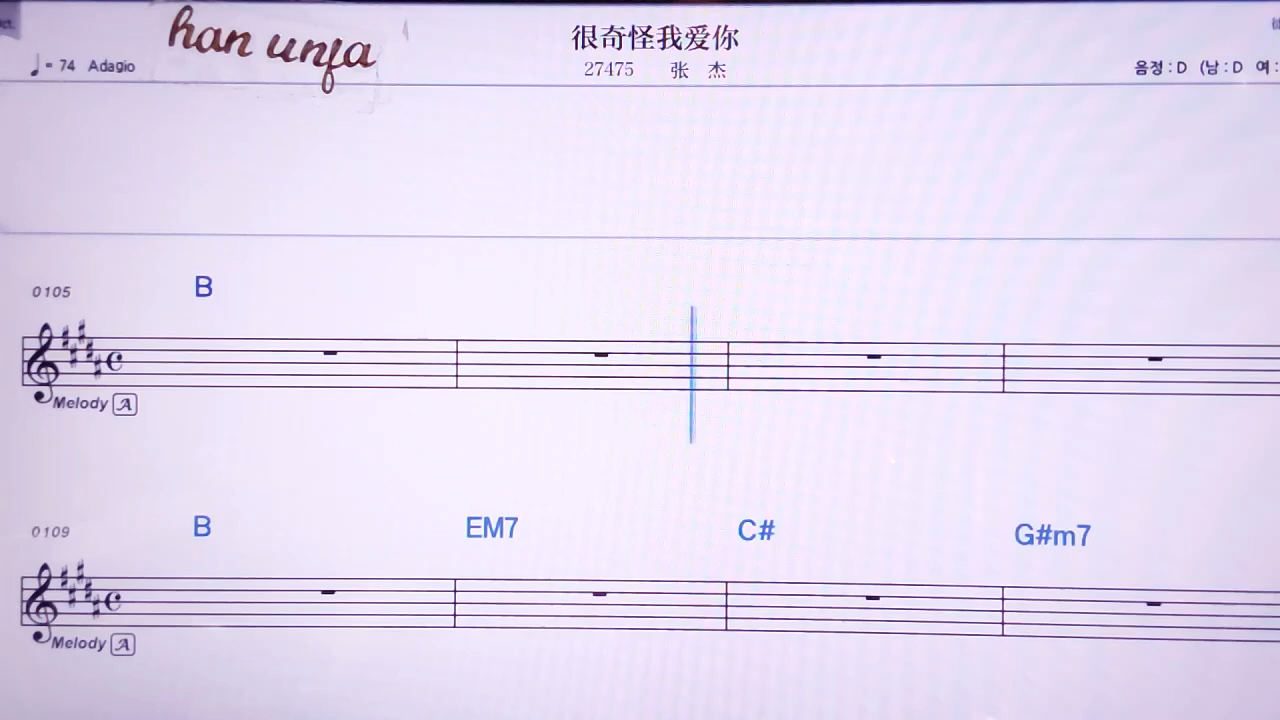 han unfa
很奇怪我爱你
♩= 74 Adagio
27475 张 杰
음정 : D (남 : D 여 :
0105
B
Melody A
0109
B EM7 C# G#m7
Melody A